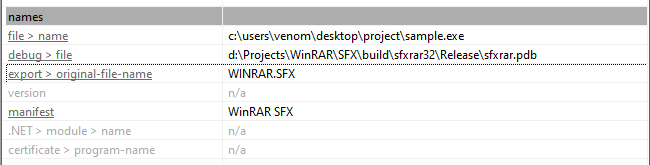 names
file > name c:\users\venom\desktop\project\sample.exe
debug > file d:\Projects\WinRAR\SFX\build\sfxrar32\Release\sfxrar.pdb
export > original-file-name WINRAR.SFX
version n/a
manifest WinRAR SFX
.NET > module > name n/a
certificate > program-name n/a